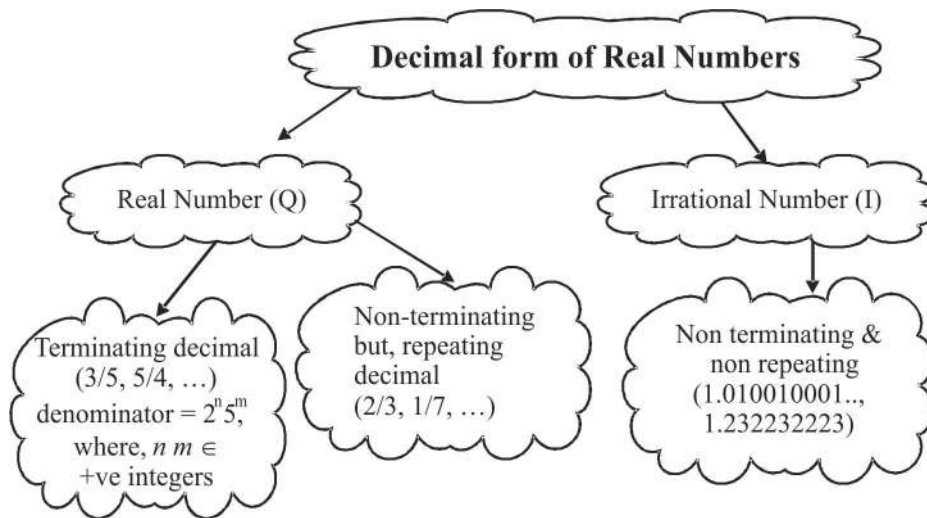 Decimal form of Real Numbers
Real Number (Q)
Irrational Number (I)
Terminating decimal
(3/5, 5/4, …)
denominator = 2ⁿ5ᵐ,
where, n m ∈
+ve integers
Non-terminating
but, repeating
decimal
(2/3, 1/7, …)
Non terminating &
non repeating
(1.010010001..,
1.232232223)